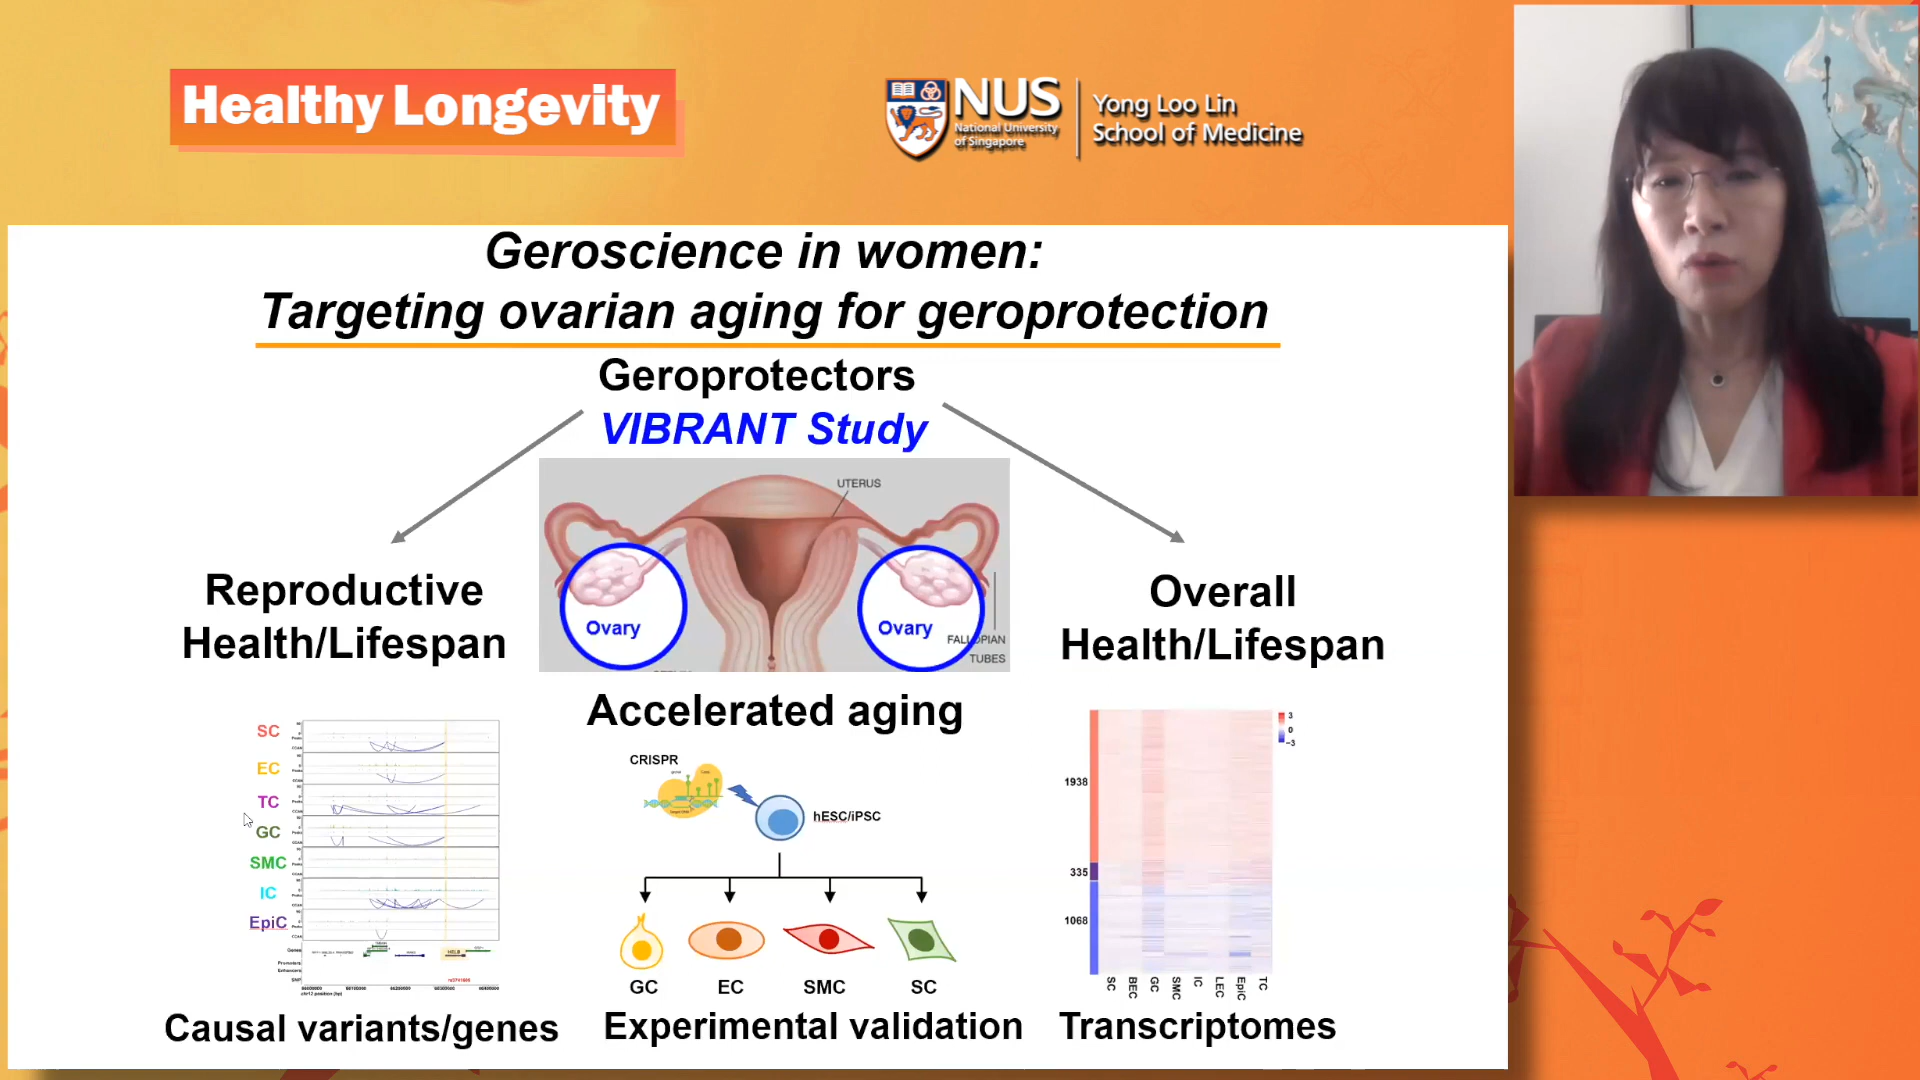 Healthy Longevity
NUS
National University
of Singapore
Yong Loo Lin
School of Medicine
Geroscience in women:
Targeting ovarian aging for geroprotection
Geroprotectors
VIBRANT Study
Reproductive
Health/Lifespan
UTERUS
Ovary
Ovary
FALLOPIAN
TUBES
Overall
Health/Lifespan
Accelerated aging
SC
EC
TC
GC
SMC
IC
EpiC
Causal variants/genes
CRISPR
hESC/iPSC
GC
EC
SMC
SC
Experimental validation
3
0
-3
1938
335
1068
SC
BEC
GC
SMC
IC
LEC
EpiC
TC
Transcriptomes